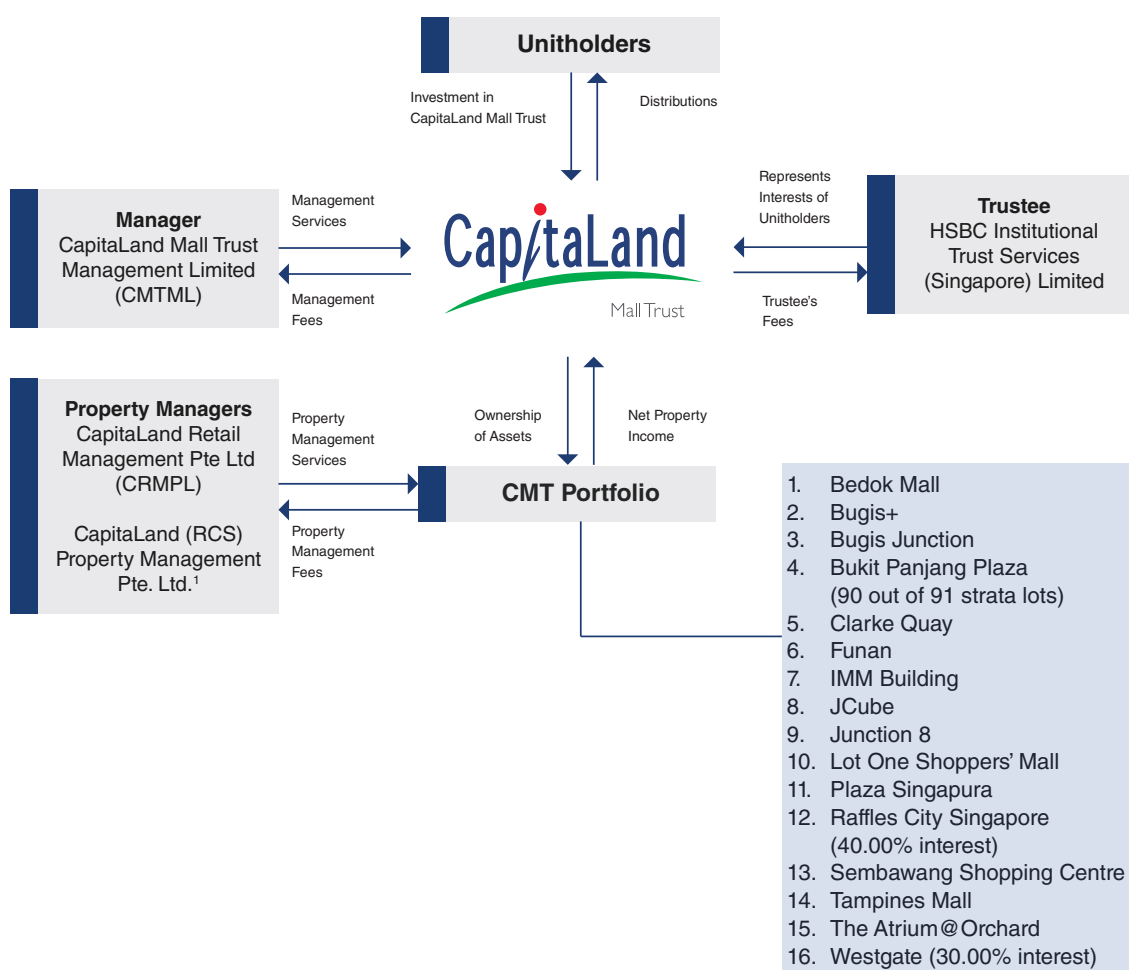 Unitholders
Investment in
CapitaLand Mall Trust
Distributions
Manager
CapitaLand Mall Trust
Management Limited
(CMTML)
Management
Services
Management
Fees
CapitaLand
Mall Trust
Represents
Interests of
Unitholders
Trustee's
Fees
Trustee
HSBC Institutional
Trust Services
(Singapore) Limited
Property Managers
CapitaLand Retail
Management Pte Ltd
(CRMPL)
CapitaLand (RCS)
Property Management
Pte. Ltd.¹
Property
Management
Services
Property
Management
Fees
Ownership
of Assets
Net Property
Income
CMT Portfolio
1. Bedok Mall
2. Bugis+
3. Bugis Junction
4. Bukit Panjang Plaza
(90 out of 91 strata lots)
5. Clarke Quay
6. Funan
7. IMM Building
8. JCube
9. Junction 8
10. Lot One Shoppers' Mall
11. Plaza Singapura
12. Raffles City Singapore
(40.00% interest)
13. Sembawang Shopping Centre
14. Tampines Mall
15. The Atrium@Orchard
16. Westgate (30.00% interest)